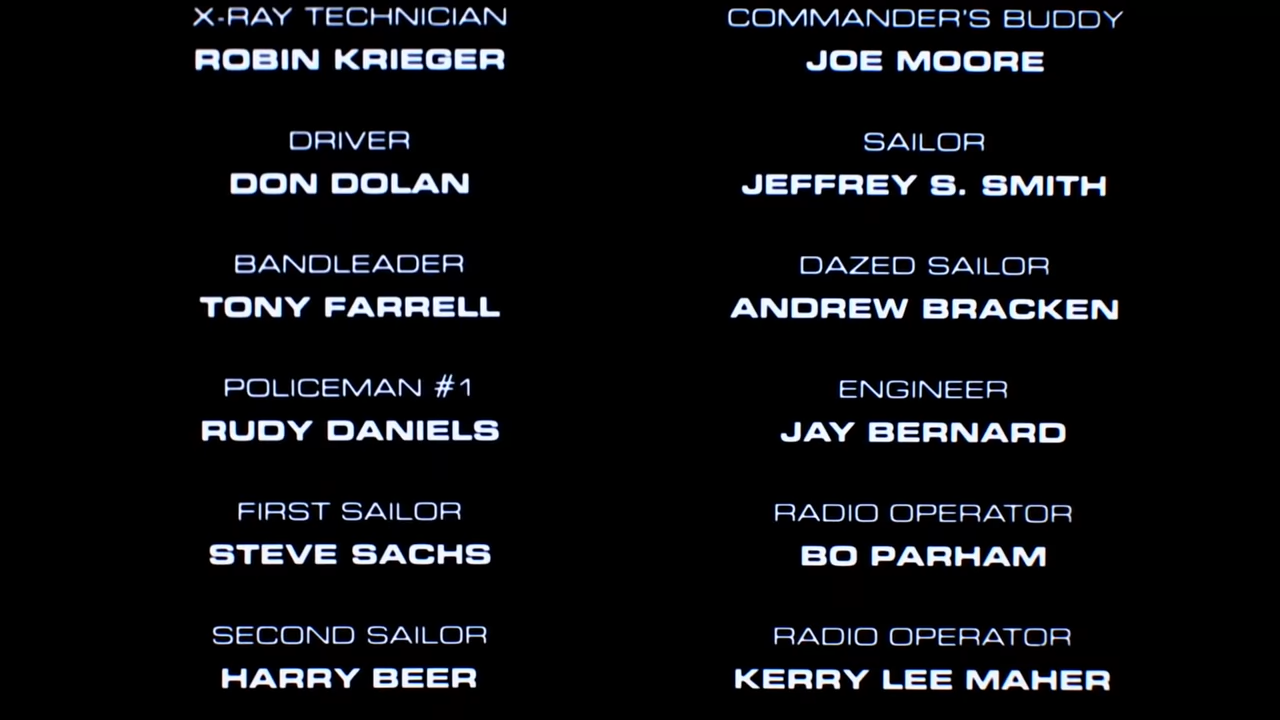 X-RAY TECHNICIAN
ROBIN KRIEGER
DRIVER
DON DOLAN
BANDLEADER
TONY FARRELL
POLICEMAN #1
RUDY DANIELS
FIRST SAILOR
STEVE SACHS
SECOND SAILOR
HARRY BEER
COMMANDER'S BUDDY
JOE MOORE
SAILOR
JEFFREY S. SMITH
DAZED SAILOR
ANDREW BRACKEN
ENGINEER
JAY BERNARD
RADIO OPERATOR
BO PARHAM
RADIO OPERATOR
KERRY LEE MAHER